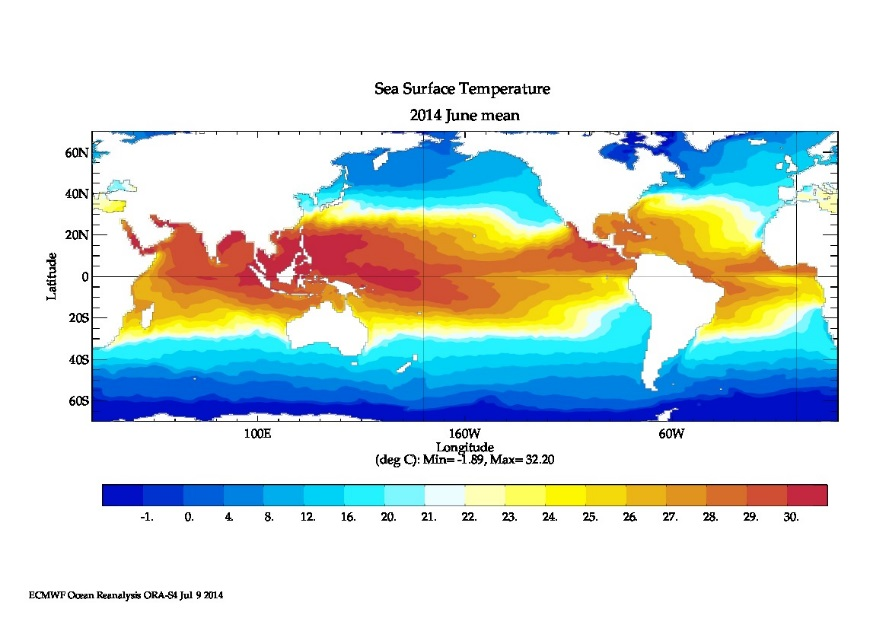 Sea Surface Temperature
2014 June mean
60N
40N
20N
0
20S
40S
60S
Latitude
100E 160W 60W
Longitude
(deg C): Min= -1.89, Max= 32.20
-1. 0. 4. 8. 12. 16. 20. 21. 22. 23. 24. 25. 26. 27. 28. 29. 30.
ECMWF Ocean Reanalysis ORA-S4 Jul 9 2014